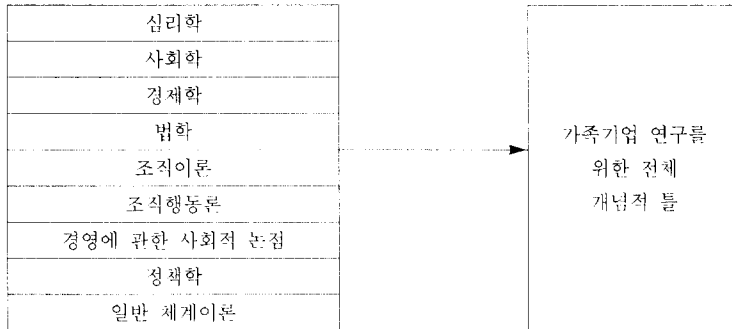 심리학
사회학
경제학
법학
조직이론
조직행동론
경영에 관한 사회적 논점
정책학
일반 체계이론
가족기업 연구를
위한 전체
개념적 틀